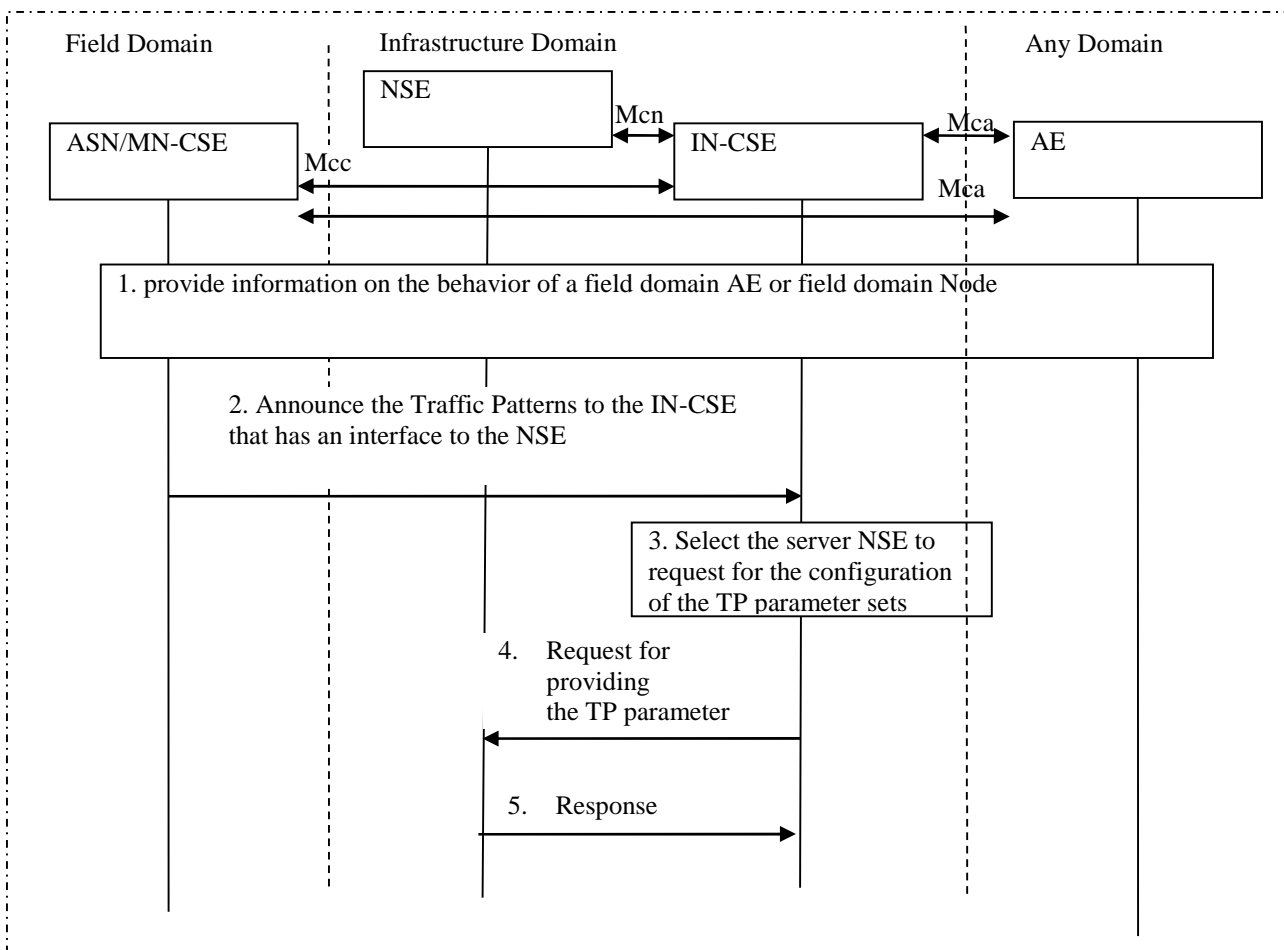 Field Domain
Infrastructure Domain
Any Domain
NSE
Mcn
Mca
ASN/MN-CSE
IN-CSE
AE
Mcc
Mca
1. provide information on the behavior of a field domain AE or field domain Node
2. Announce the Traffic Patterns to the IN-CSE
that has an interface to the NSE
3. Select the server NSE to
request for the configuration
of the TP parameter sets
4. Request for
providing
the TP parameter
5. Response